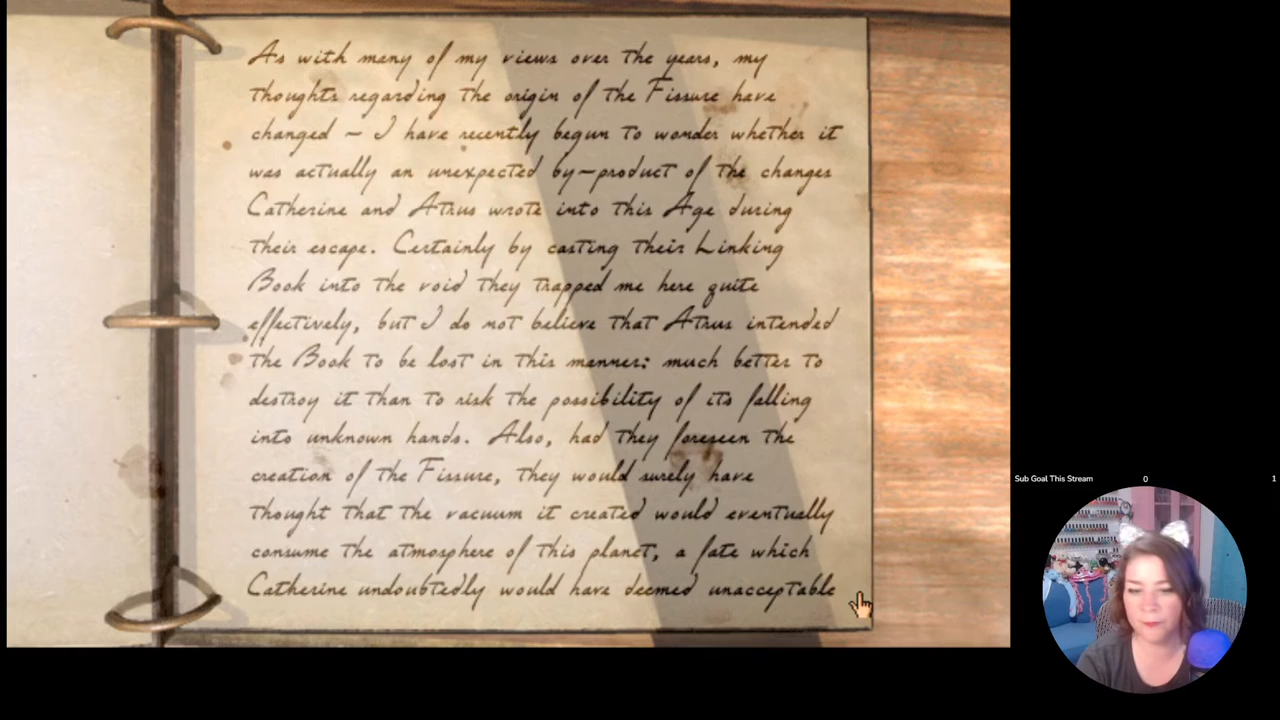 As with many of my views over the years, my
thoughts regarding the origin of the Fissure have
changed – I have recently begun to wonder whether it
was actually an unexpected by-product of the changes
Catherine and Atrus wrote into this Age during
their escape. Certainly by casting their Linking
Book into the void they trapped me here quite
effectively, but I do not believe that Atrus intended
the Book to be lost in this manner: much better to
destroy it than to risk the possibility of its falling
into unknown hands. Also, had they foreseen the
creation of the Fissure, they would surely have
thought that the vacuum it created would eventually
consume the atmosphere of this planet, a fate which
Catherine undoubtedly would have deemed unacceptable
Sub Goal This Stream 0 1